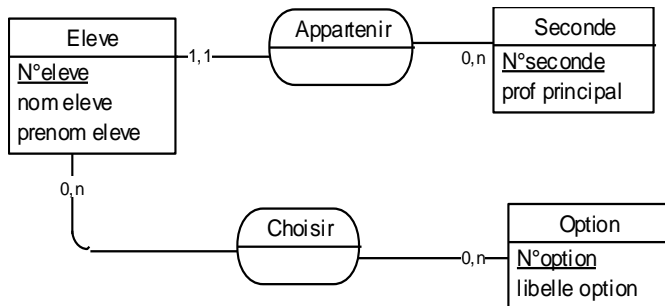 Eleve
N°eleve
nom eleve
prenom eleve
1,1
Appartenir
0,n
Seconde
N°seconde
prof principal
0,n
Choisir
0,n
Option
N°option
libelle option